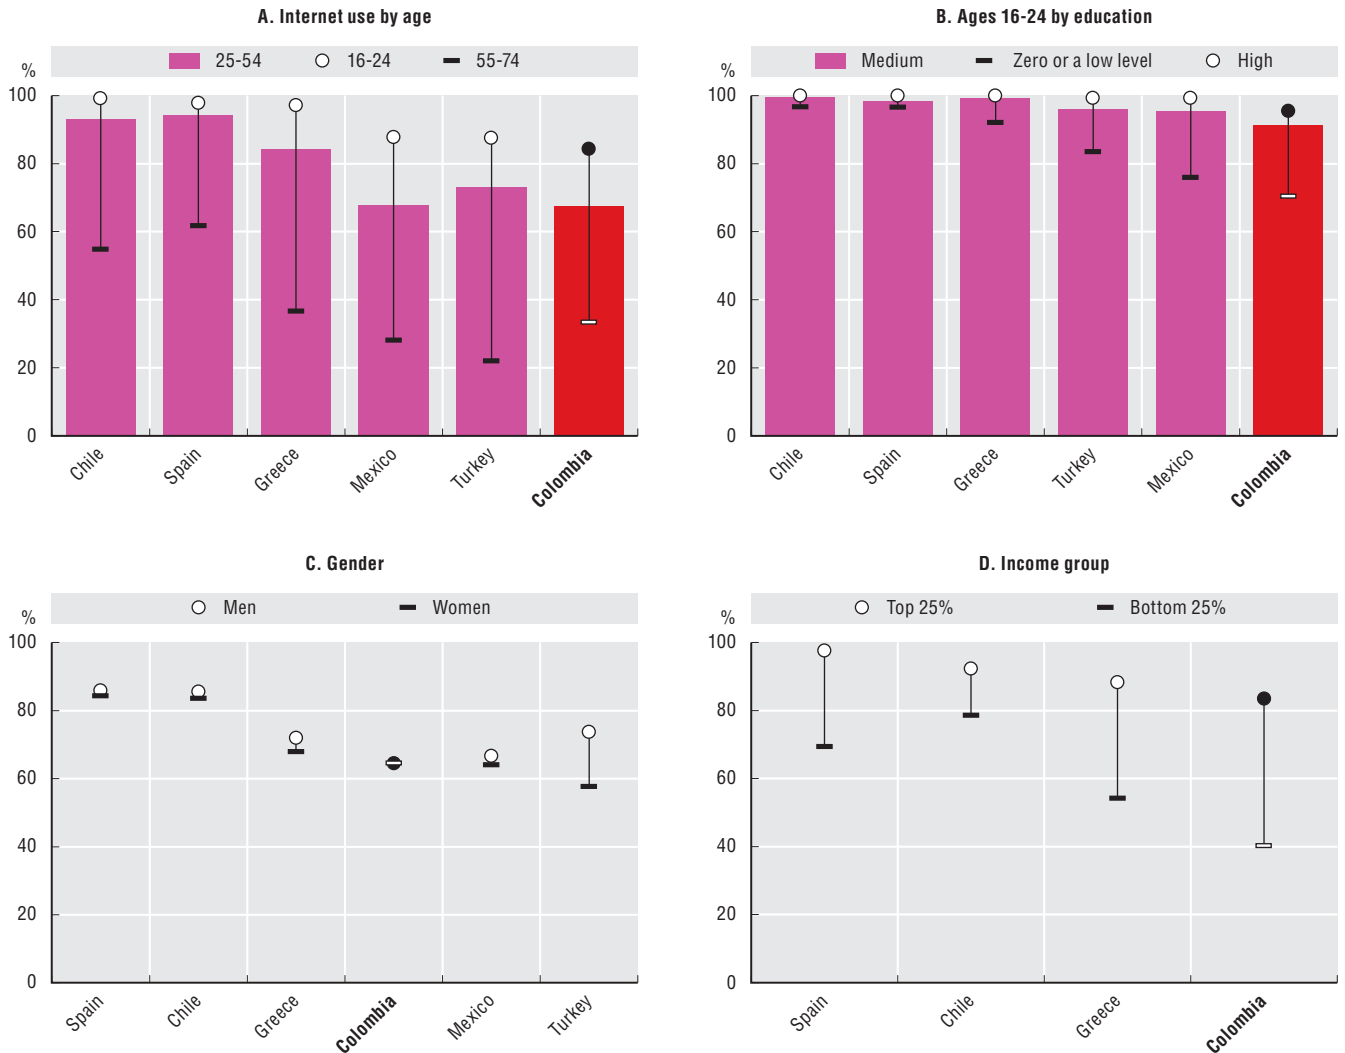 A. Internet use by age
25-54 16-24 55-74
%
100
80
60
40
20
0
Chile Spain Greece Mexico Turkey Colombia
B. Ages 16-24 by education
Medium Zero or a low level High
%
100
80
60
40
20
0
Chile Spain Greece Turkey Mexico Colombia
C. Gender
Men Women
%
100
80
60
40
20
0
Spain Chile Greece Colombia Mexico Turkey
D. Income group
Top 25% Bottom 25%
%
100
80
60
40
20
0
Spain Chile Greece Colombia